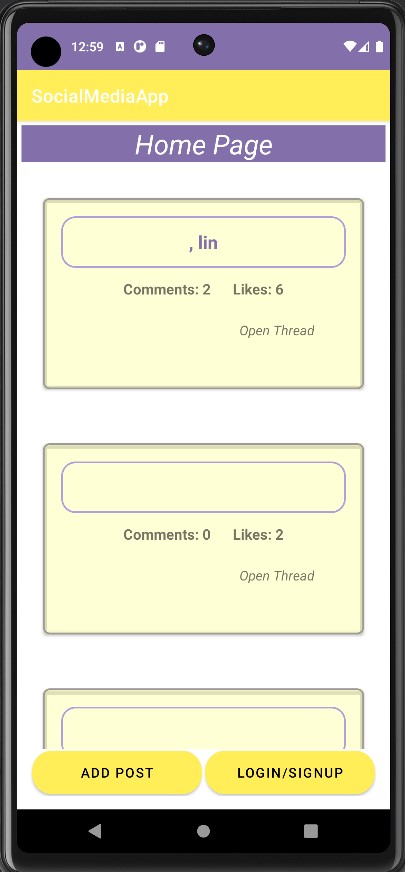 12:59
SocialMediaApp
Home Page
, lin
Comments: 2 Likes: 6
Open Thread
Comments: 0 Likes: 2
Open Thread
ADD POST LOGIN/SIGNUP